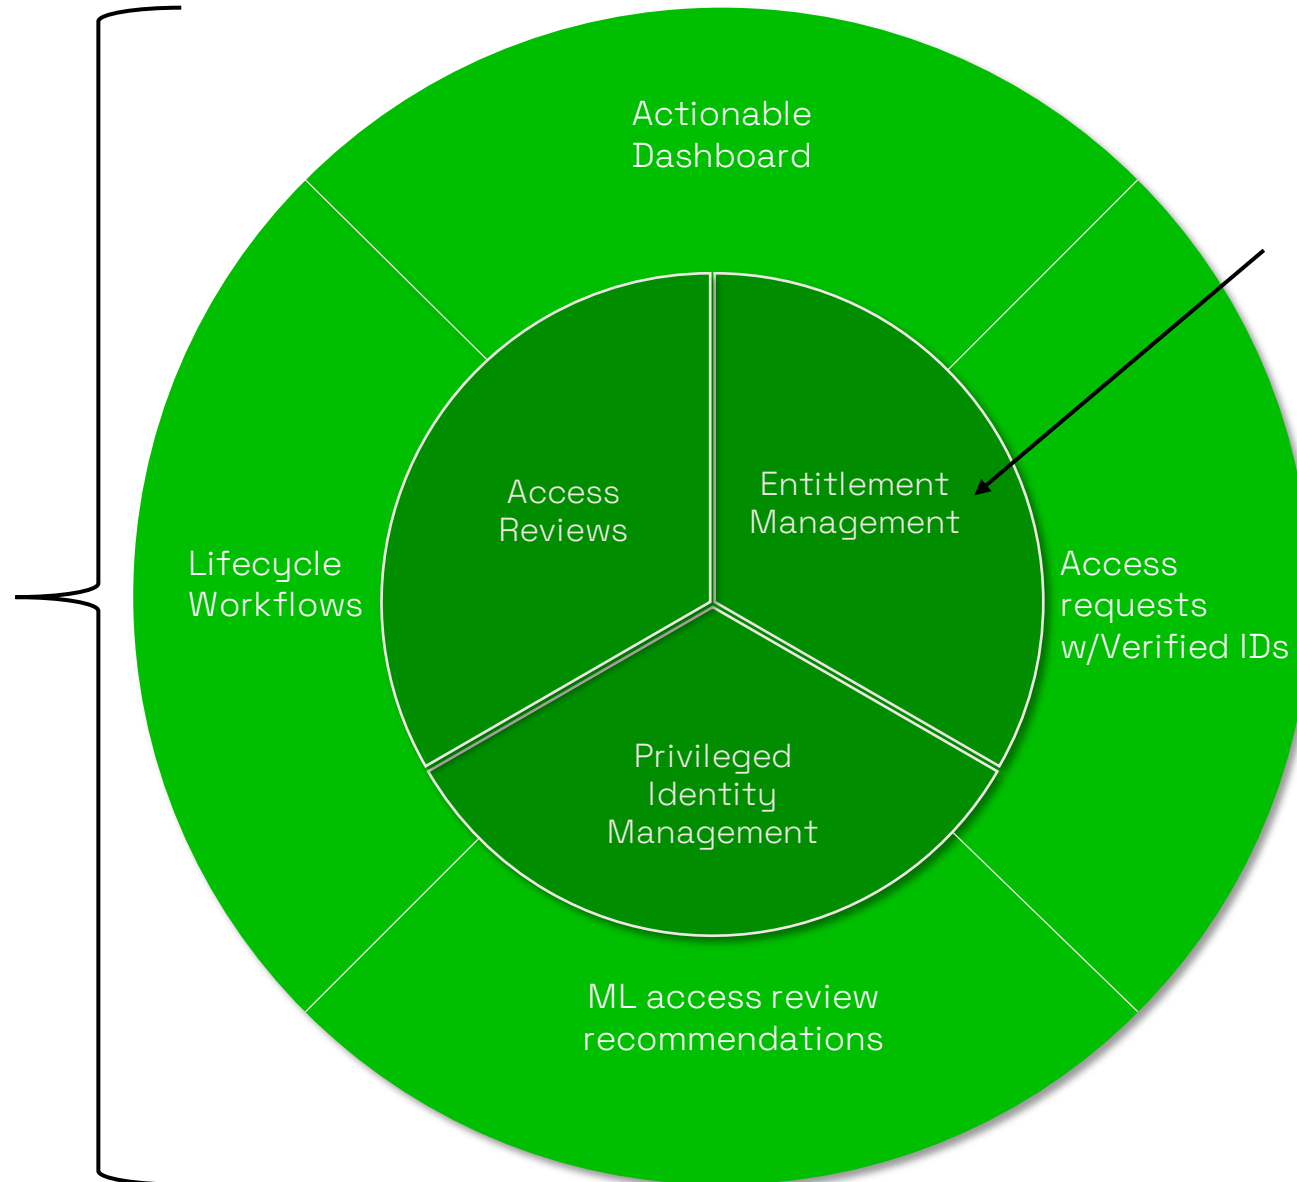 Actionable
Dashboard
Access
Reviews
Entitlement
Management
Lifecycle
Workflows
Access
requests
w/Verified IDs
Privileged
Identity
Management
ML access review
recommendations